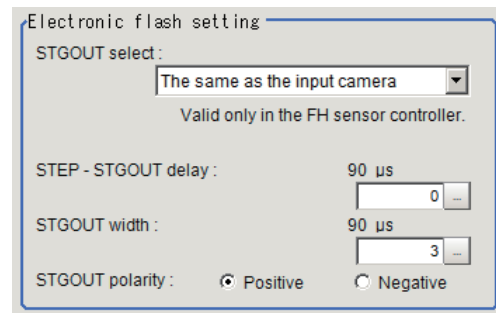 Electronic flash setting
STGOUT select :
The same as the input camera
Valid only in the FH sensor controller.
STEP - STGOUT delay : 90 µs
0 ...
STGOUT width : 90 µs
3 ...
STGOUT polarity : Positive Negative